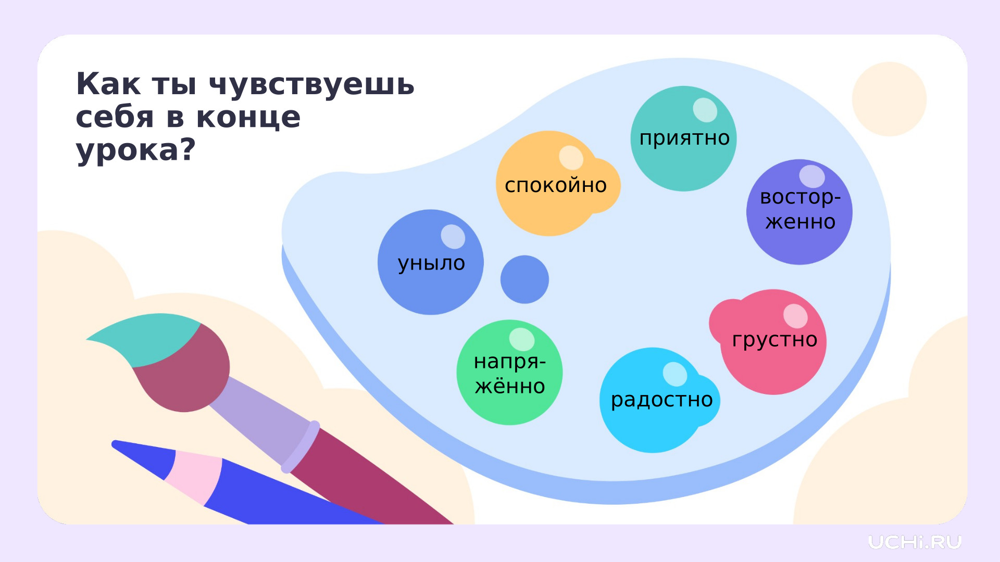 Как ты чувствуешь
себя в конце
урока?
приятно
спокойно
востор-
женно
уныло
грустно
напря-
жённо
радостно
UCHi.RU